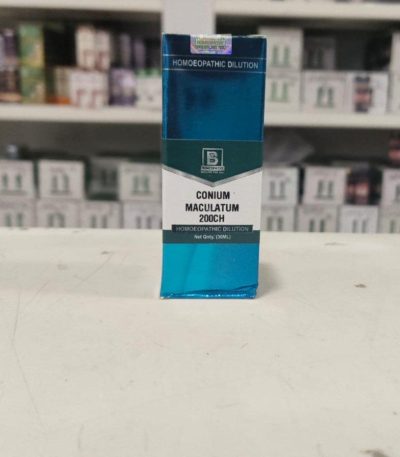 HOMOEOPATHIC DILUTION
B
CONIUM
MACULATUM
200CH
HOMOEOPATHIC DILUTION
Net Qnty. (30ML)